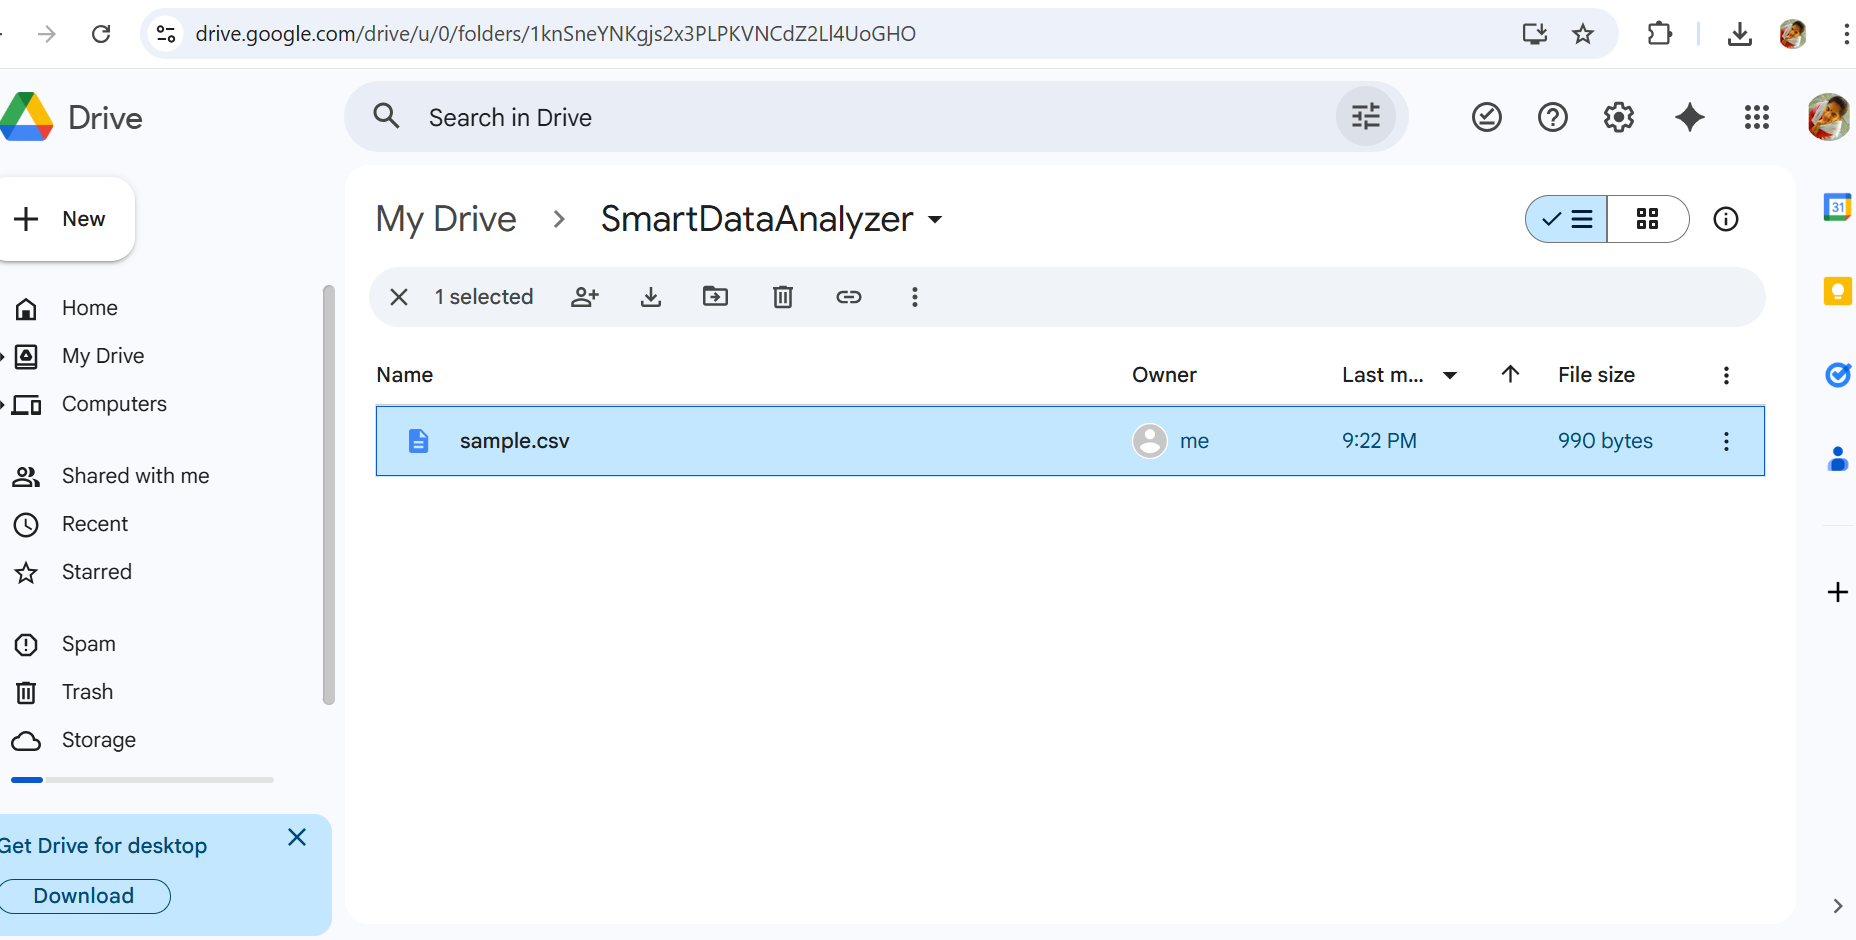 drive.google.com/drive/u/0/folders/1knSneYNKgjs2x3PLPKVNCdZ2Ll4UoGHO
Drive
Search in Drive
New
My Drive
SmartDataAnalyzer
31
1 selected
Home
My Drive
Computers
Shared with me
Recent
Starred
Spam
Trash
Storage
Name Owner Last m... File size
sample.csv me 9:22 PM 990 bytes
Get Drive for desktop
Download